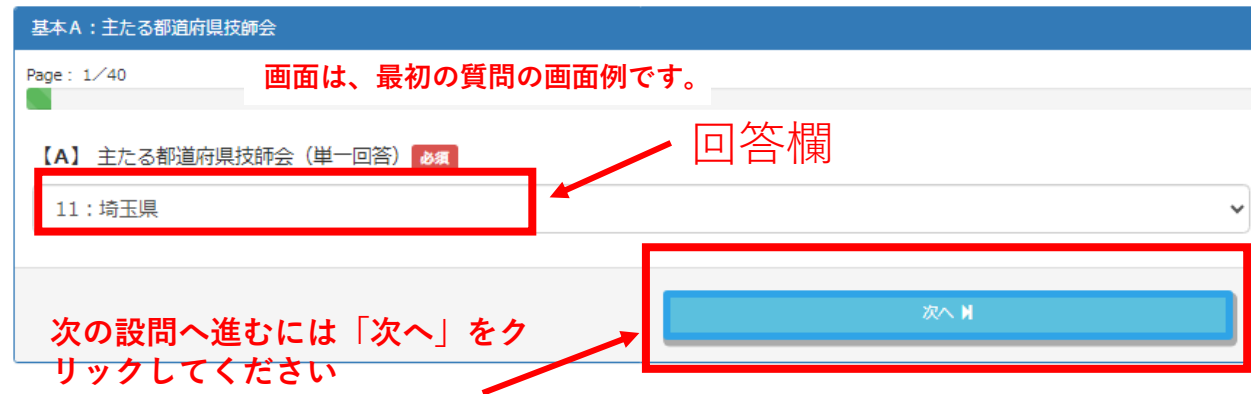 基本A：主たる都道府県技師会
Page： 1／40
画面は、最初の質問の画面例です。
回答欄
【A】 主たる都道府県技師会（単一回答） 必須
11：埼玉県
次へ
次の設問へ進むには「次へ」をク
リックしてください